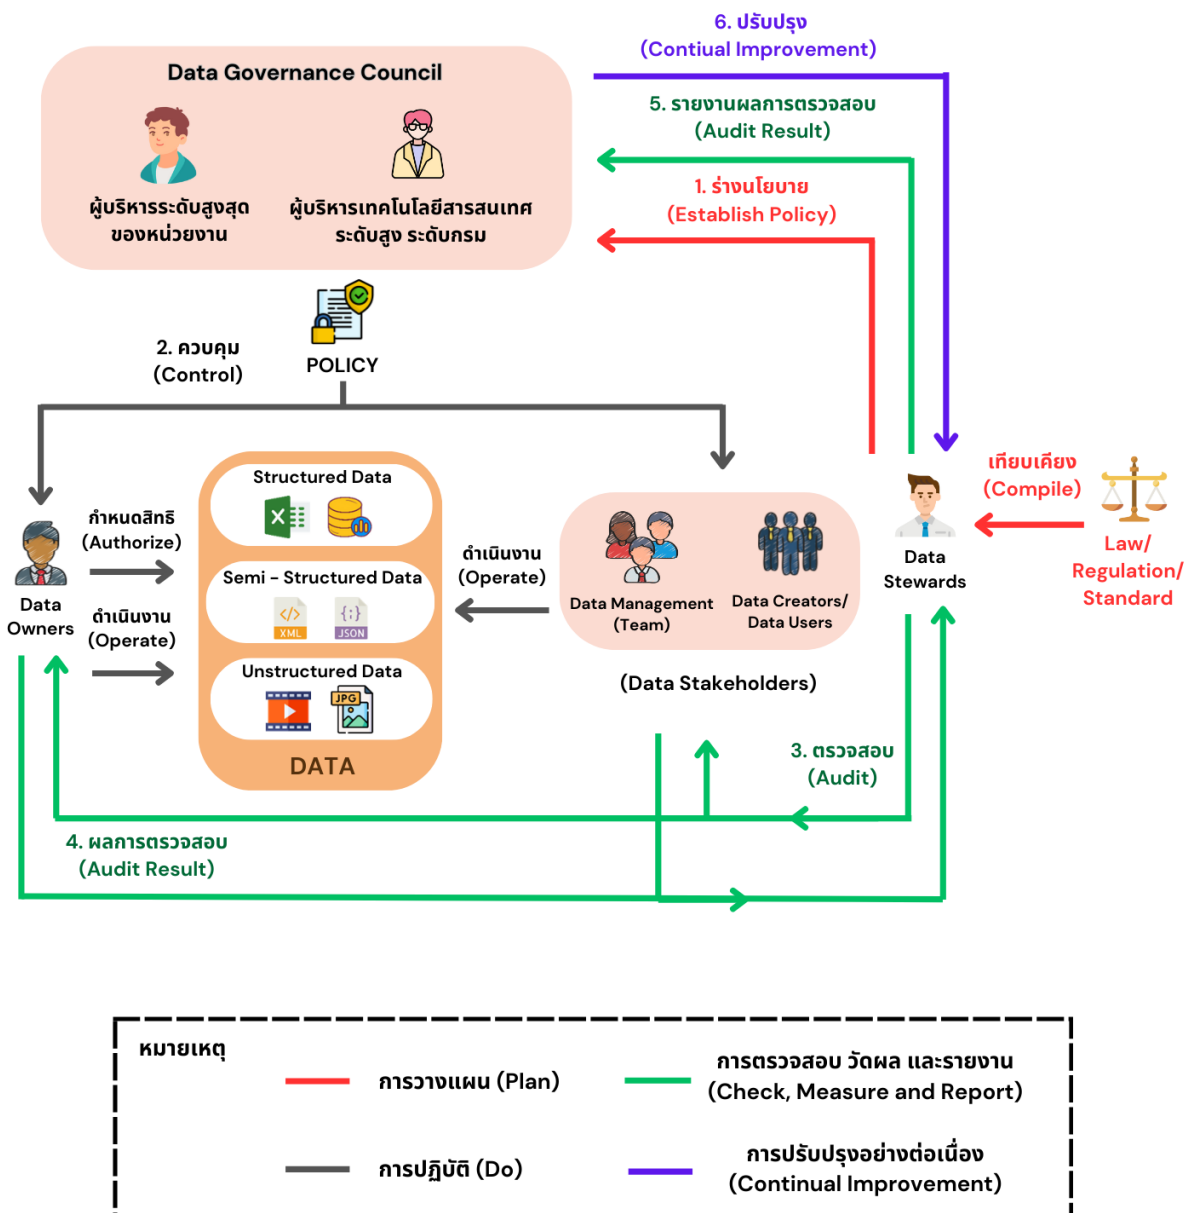 6. ปรับปรุง
(Contiual Improvement)
Data Governance Council
5. รายงานผลการตรวจสอบ
(Audit Result)
1. ร่างนโยบาย
(Establish Policy)
ผู้บริหารระดับสูงสุด
ของหน่วยงาน
ผู้บริหารเทคโนโลยีสารสนเทศ
ระดับสูง ระดับกรม
2. ควบคุม
(Control)
POLICY
Structured Data
กำหนดสิทธิ
(Authorize)
Data
Owners
ดำเนินงาน
(Operate)
Semi - Structured Data
XML
JSON
Unstructured Data
JPG
DATA
ดำเนินงาน
(Operate)
Data Management
(Team)
Data Creators/
Data Users
(Data Stakeholders)
Data
Stewards
เทียบเคียง
(Compile)
Law/
Regulation/
Standard
3. ตรวจสอบ
(Audit)
4. ผลการตรวจสอบ
(Audit Result)
หมายเหตุ
การวางแผน (Plan)
การตรวจสอบ วัดผล และรายงาน
(Check, Measure and Report)
การปฏิบัติ (Do)
การปรับปรุงอย่างต่อเนื่อง
(Continual Improvement)